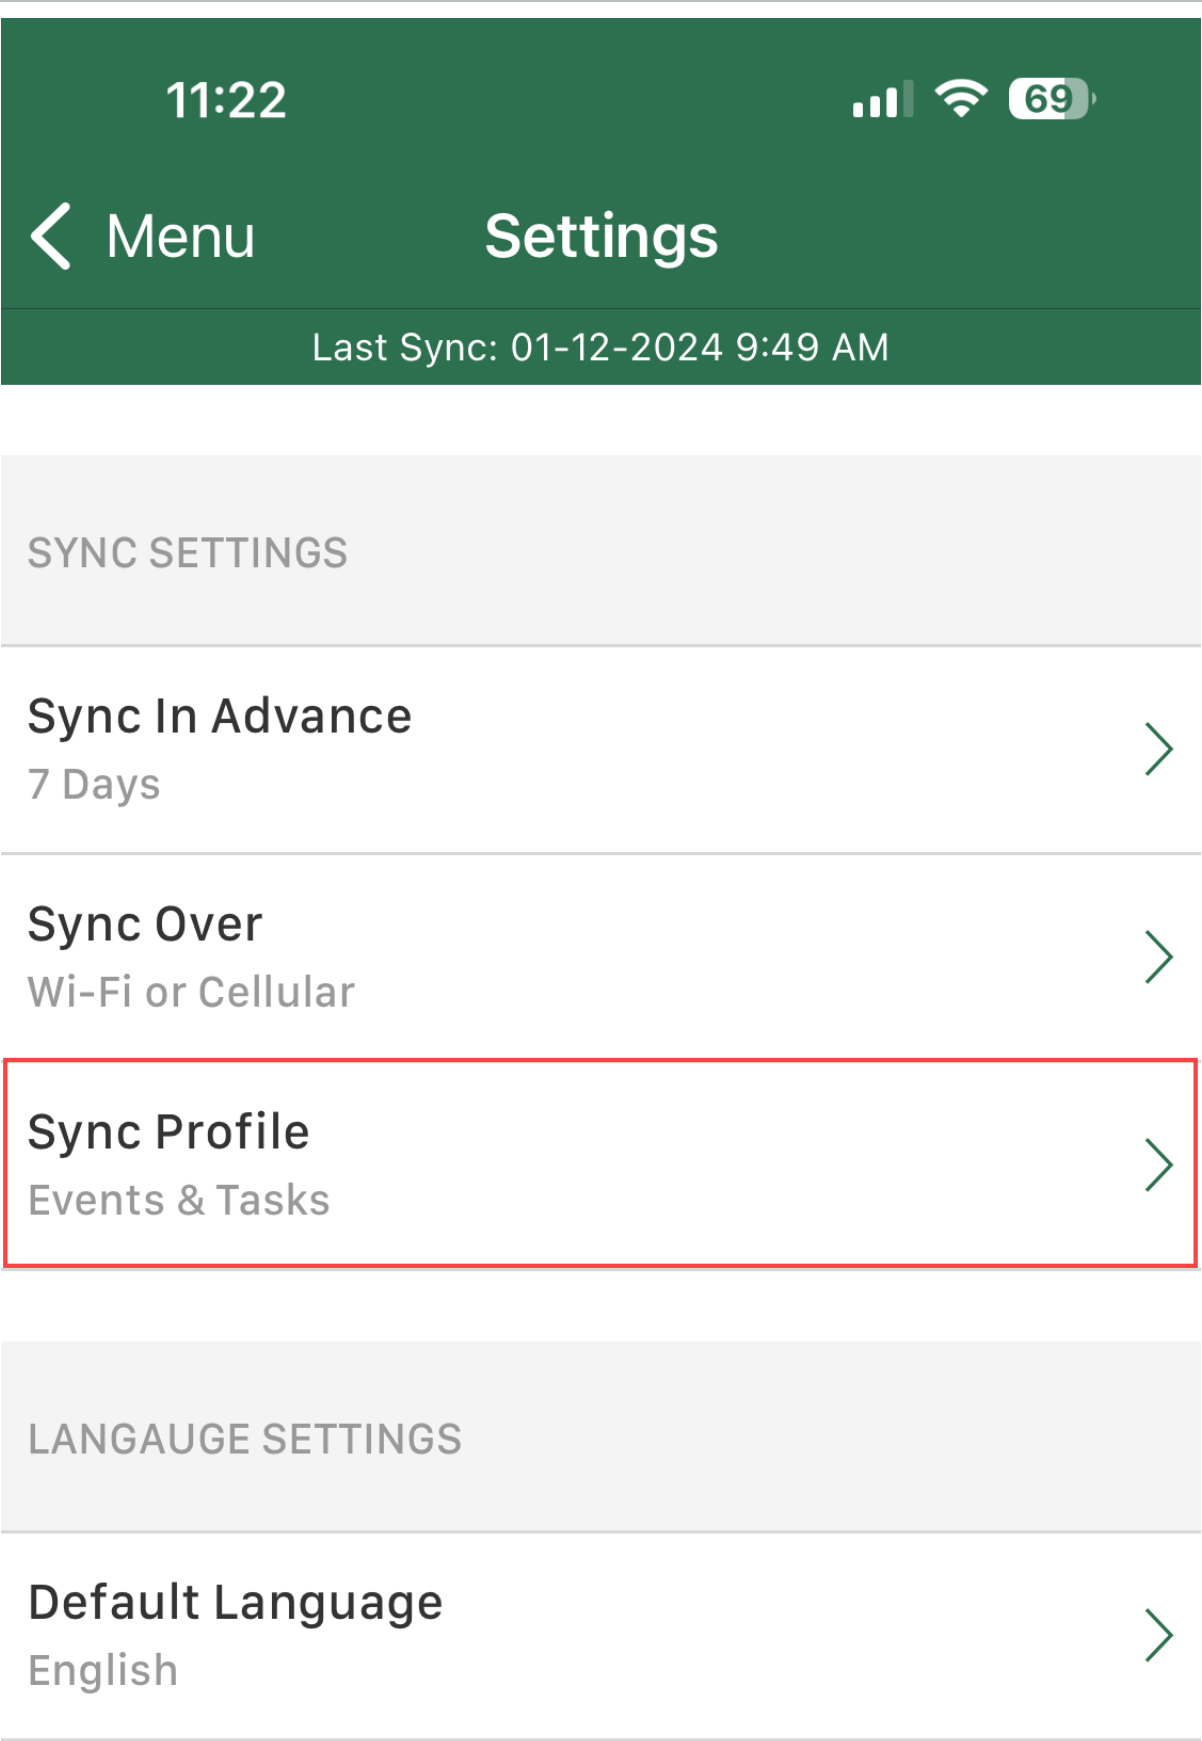 11:22
69
Menu
Settings
Last Sync: 01-12-2024 9:49 AM
SYNC SETTINGS
Sync In Advance
7 Days
Sync Over
Wi-Fi or Cellular
Sync Profile
Events & Tasks
LANGAUGE SETTINGS
Default Language
English